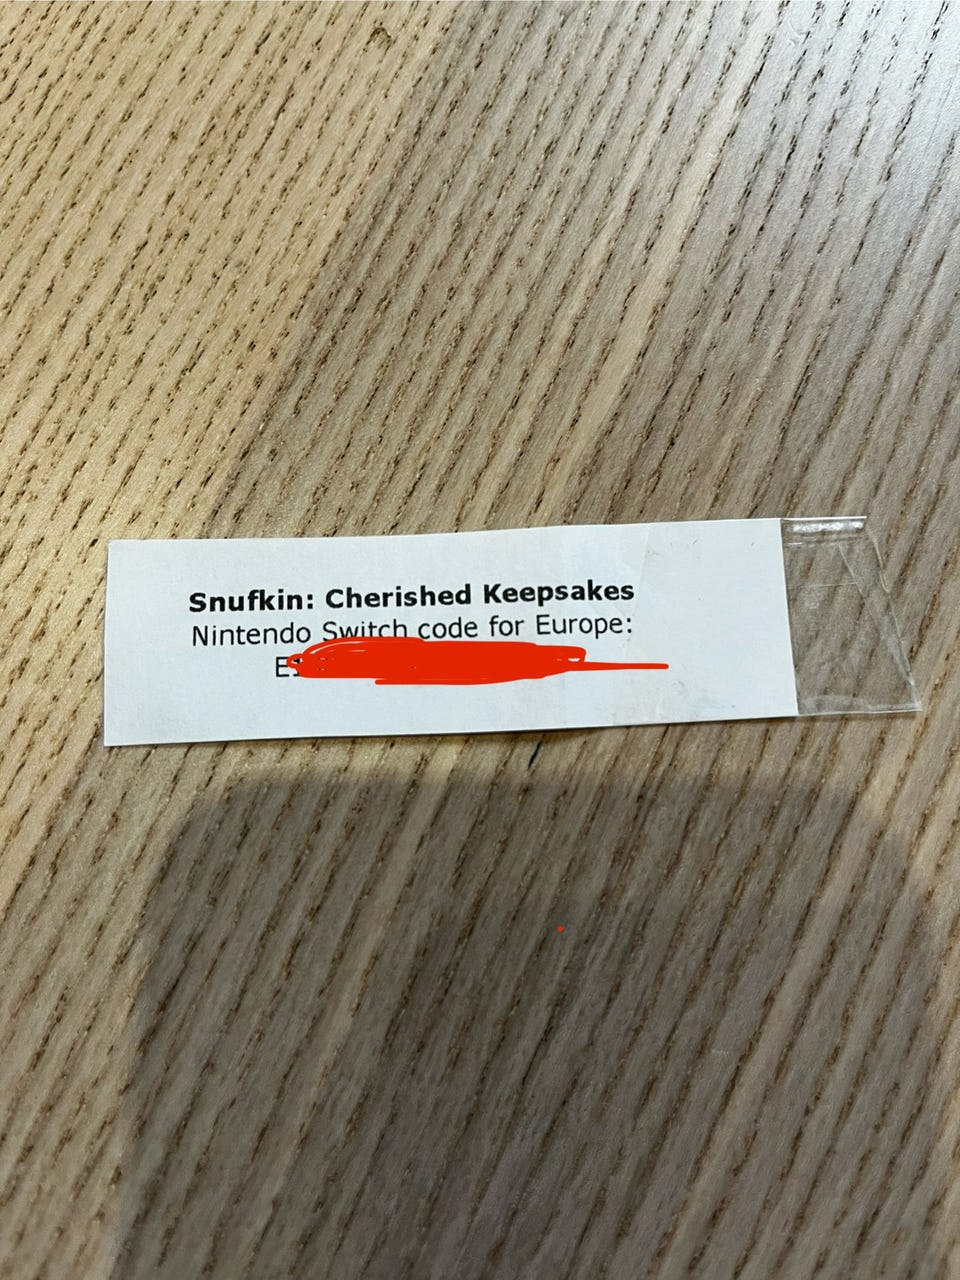 Snufkin: Cherished Keepsakes
Nintendo Switch code for Europe: